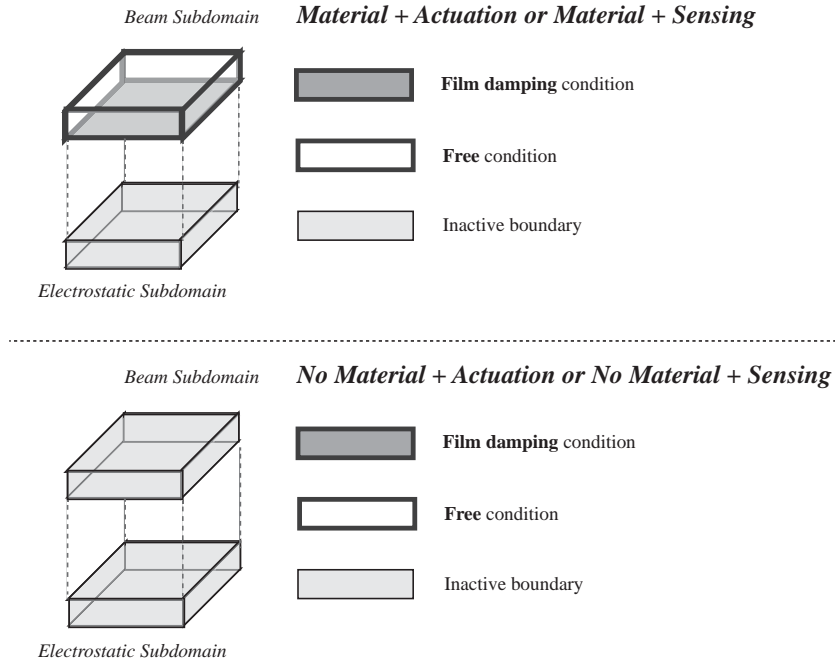 Beam Subdomain
Material + Actuation or Material + Sensing
Film damping condition
Free condition
Inactive boundary
Electrostatic Subdomain
Beam Subdomain
No Material + Actuation or No Material + Sensing
Film damping condition
Free condition
Inactive boundary
Electrostatic Subdomain